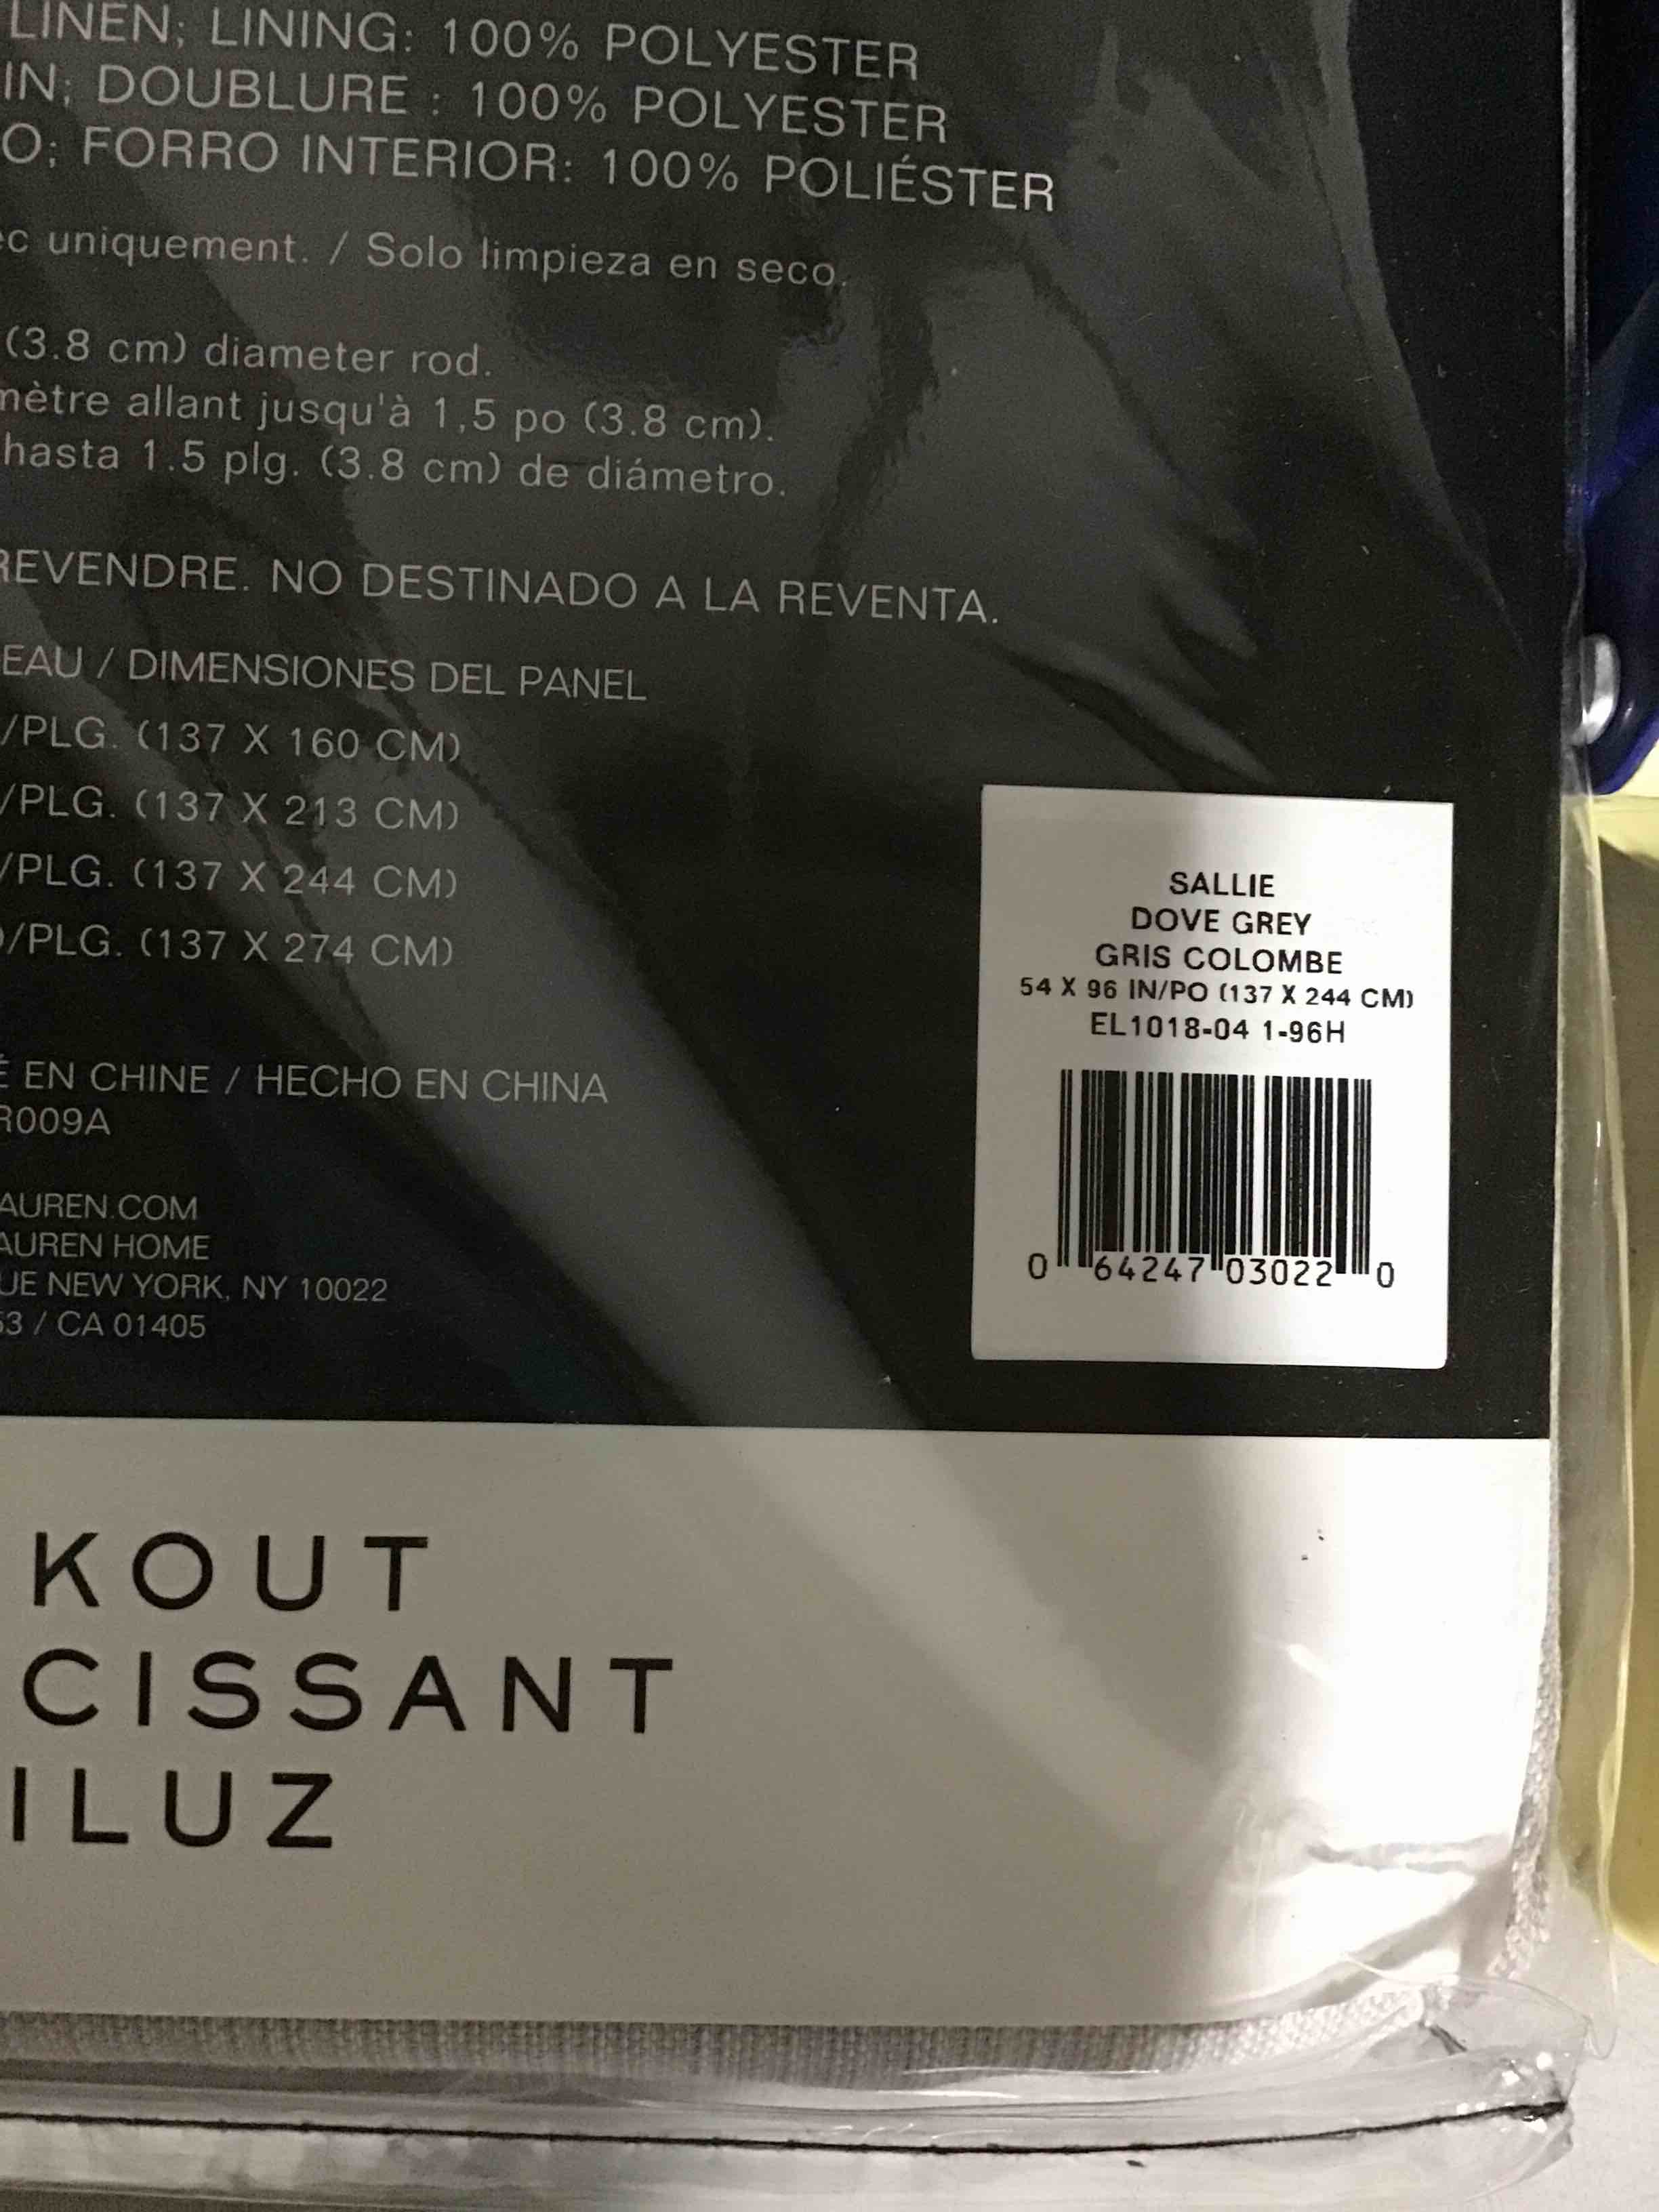 LINEN; LINING: 100% POLYESTER
IN; DOUBLURE : 100% POLYESTER
O; FORRO INTERIOR: 100% POLIÉSTER
ec uniquement. / Solo limpieza en seco.
(3.8 cm) diameter rod.
mètre allant jusqu'à 1,5 po (3.8 cm).
hasta 1.5 plg. (3.8 cm) de diámetro.
REVENDRE. NO DESTINADO A LA REVENTA.
EAU / DIMENSIONES DEL PANEL
/PLG. (137 X 160 CM)
/PLG. (137 X 213 CM)
/PLG. (137 X 244 CM)
/PLG. (137 X 274 CM)
É EN CHINE / HECHO EN CHINA
R009A
AUREN.COM
AUREN HOME
UE NEW YORK, NY 10022
53 / CA 01405
SALLIE
DOVE GREY
GRIS COLOMBE
54 X 96 IN/PO (137 X 244 CM)
EL1018-04 1-96H
0 64247 03022 0
KOUT
CISSANT
ILUZ